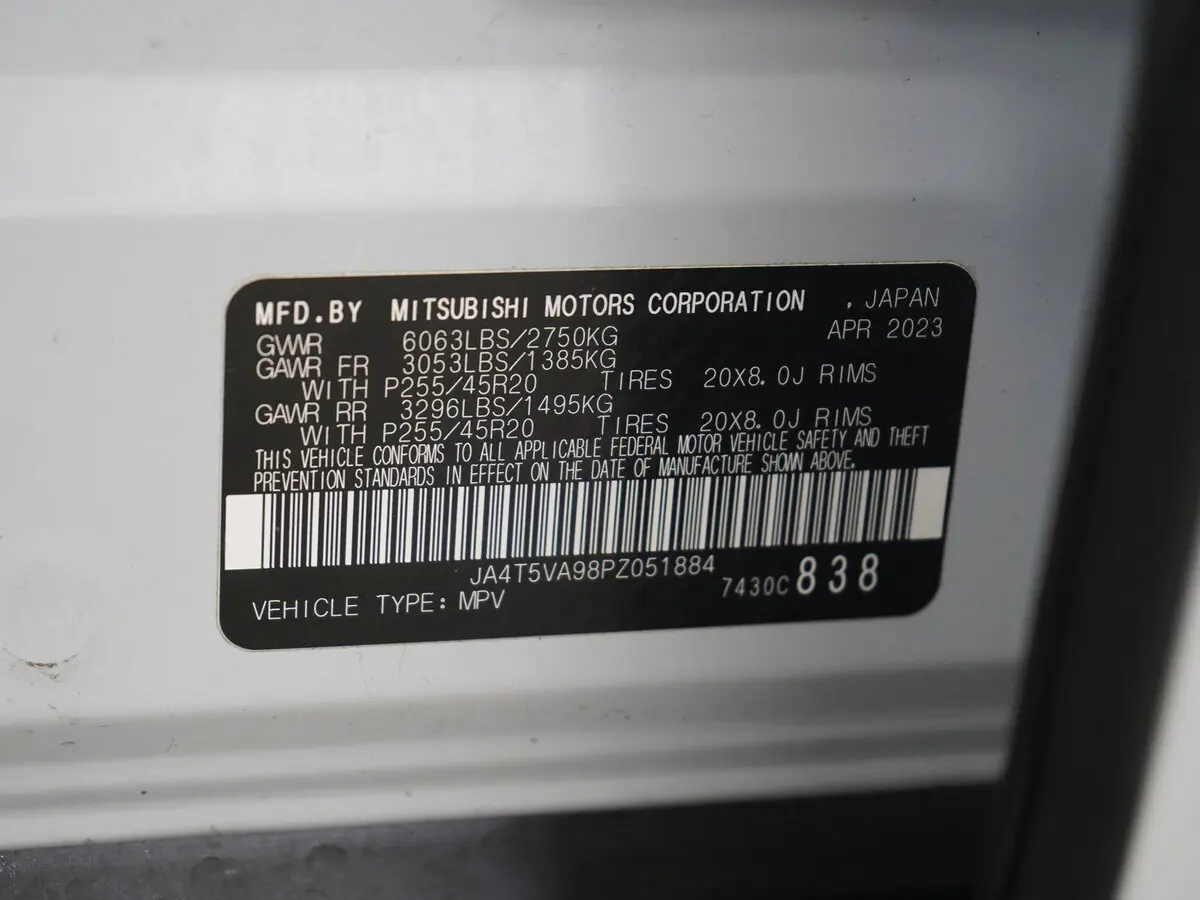 MFD.BY MITSUBISHI MOTORS CORPORATION , JAPAN
GVWR 6063LBS/2750KG APR 2023
GAWR FR 3053LBS/1385KG
WITH P255/45R20 TIRES 20X8.0J RIMS
GAWR RR 3296LBS/1495KG
WITH P255/45R20 TIRES 20X8.0J RIMS
THIS VEHICLE CONFORMS TO ALL APPLICABLE FEDERAL MOTOR VEHICLE SAFETY AND THEFT
PREVENTION STANDARDS IN EFFECT ON THE DATE OF MANUFACTURE SHOWN ABOVE.
JA4T5VA98PZ051884
VEHICLE TYPE: MPV 7430C 838